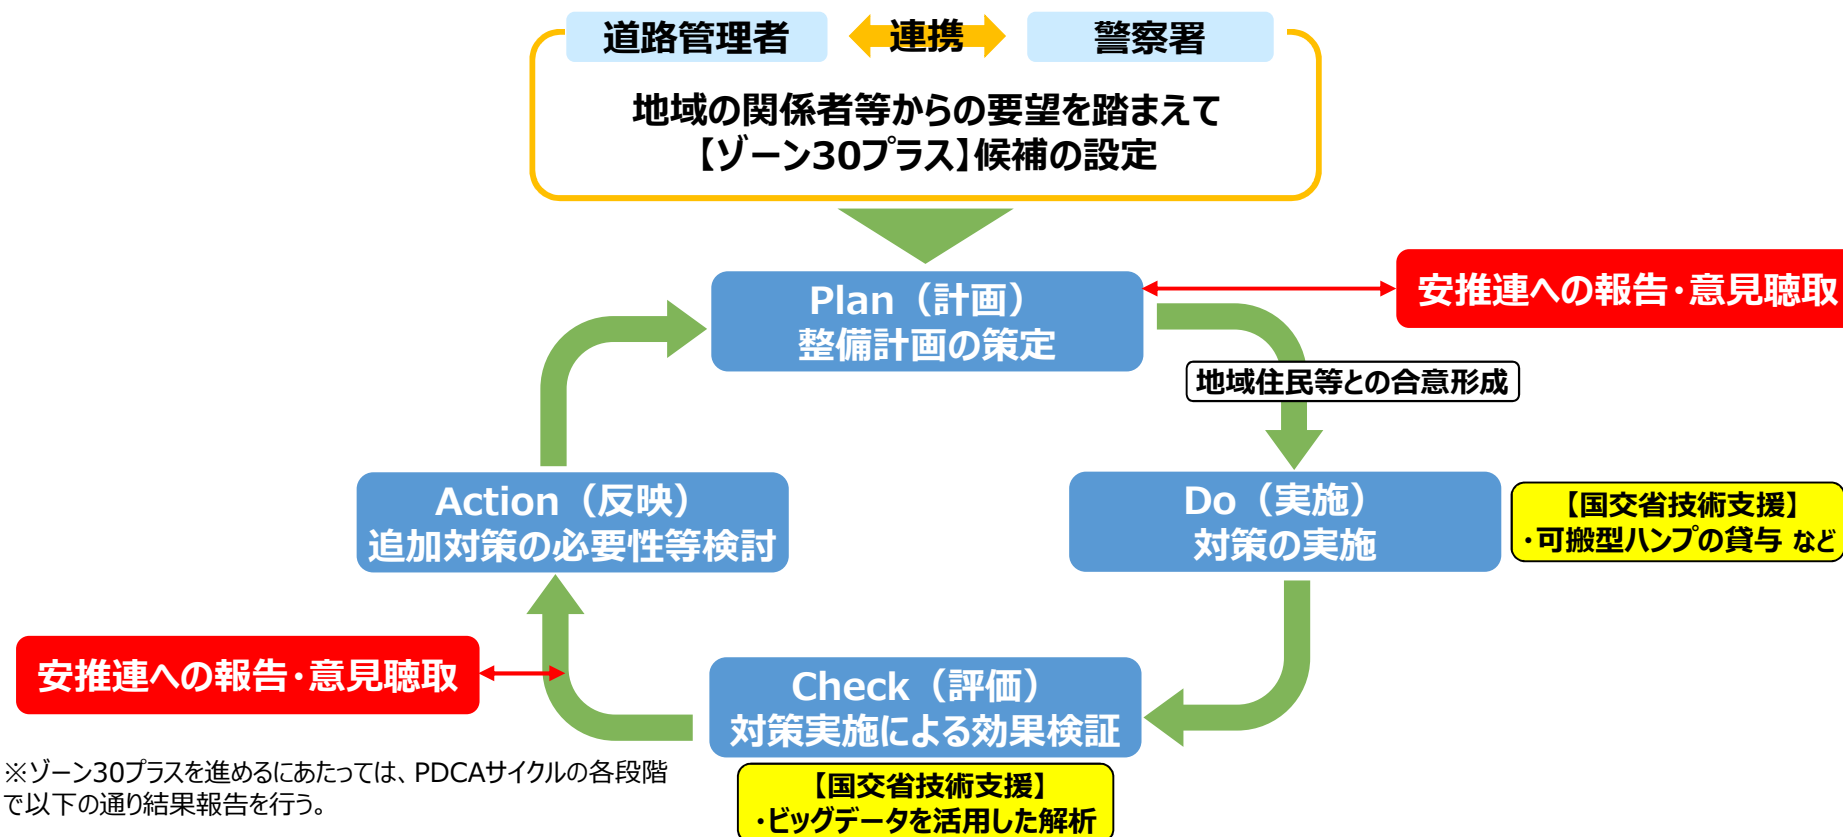 道路管理者
連携
警察署
地域の関係者等からの要望を踏まえて
【ゾーン30プラス】候補の設定
Plan（計画）
整備計画の策定
安推連への報告・意見聴取
地域住民等との合意形成
Action（反映）
追加対策の必要性等検討
Do（実施）
対策の実施
【国交省技術支援】
・可搬型ハンプの貸与 など
安推連への報告・意見聴取
Check（評価）
対策実施による効果検証
【国交省技術支援】
・ビッグデータを活用した解析
※ゾーン30プラスを進めるにあたっては、PDCAサイクルの各段階
で以下の通り結果報告を行う。